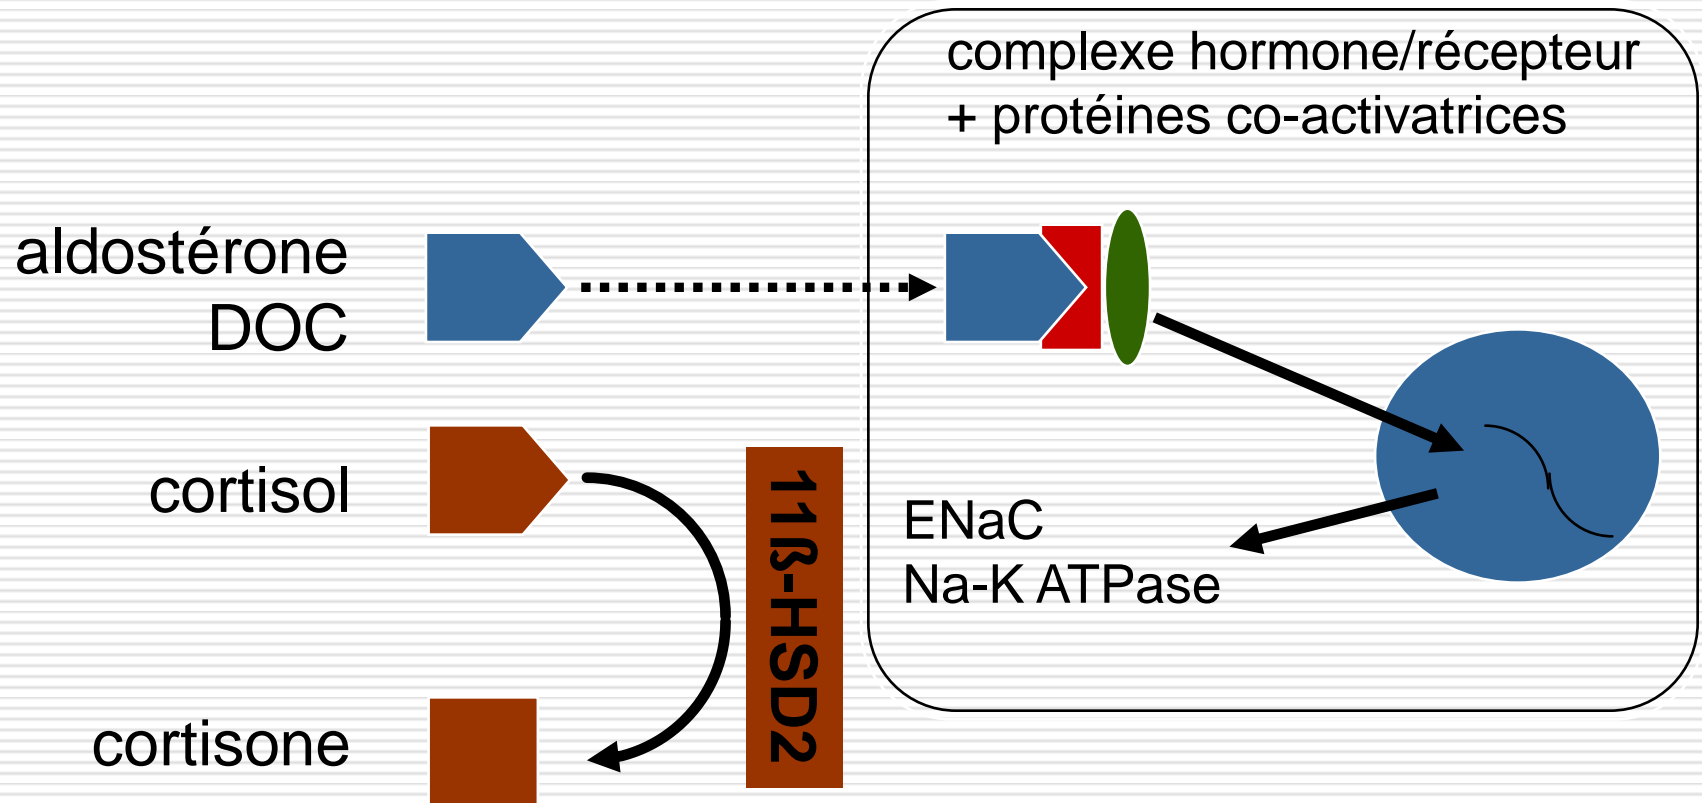 complexe hormone/récepteur
+ protéines co-activatrices
aldostérone
DOC
cortisol
11ß-HSD2
ENaC
Na-K ATPase
cortisone